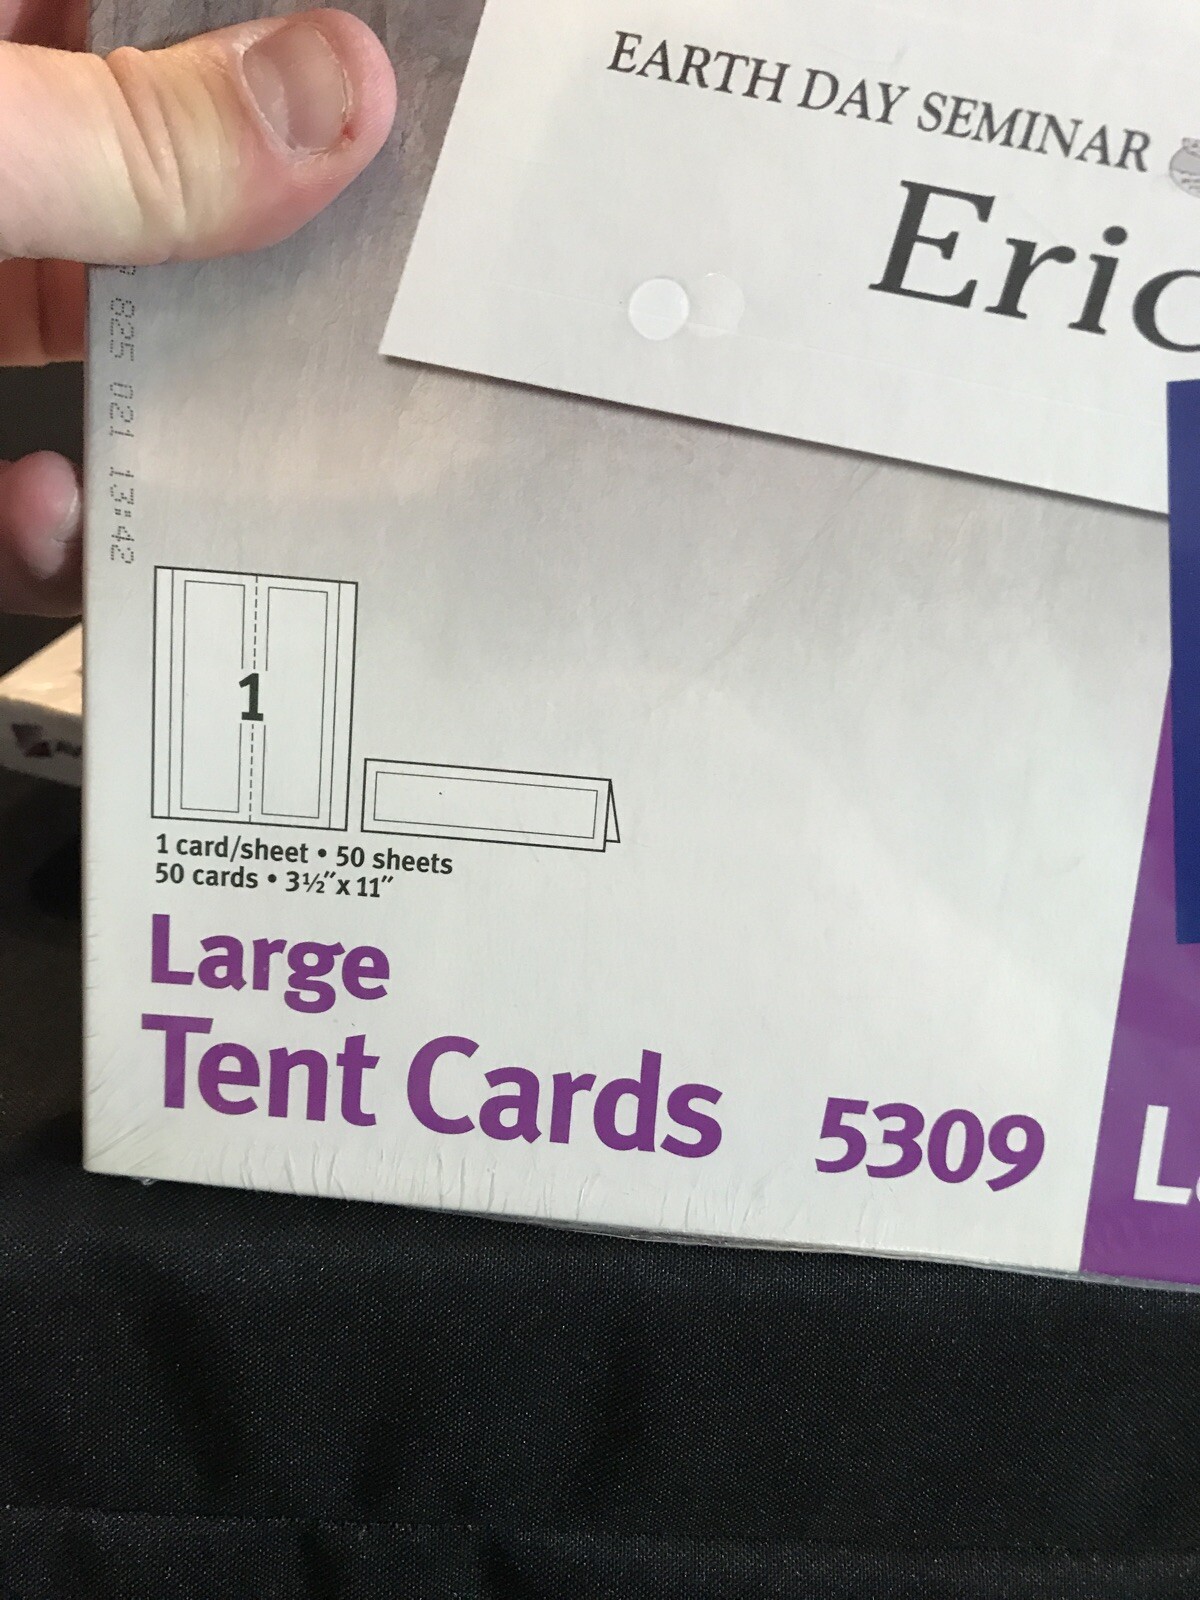 EARTH DAY SEMINAR
Eric
825 021 13:42
1
1 card/sheet • 50 sheets
50 cards • 3½"x 11"
Large
Tent Cards 5309
L